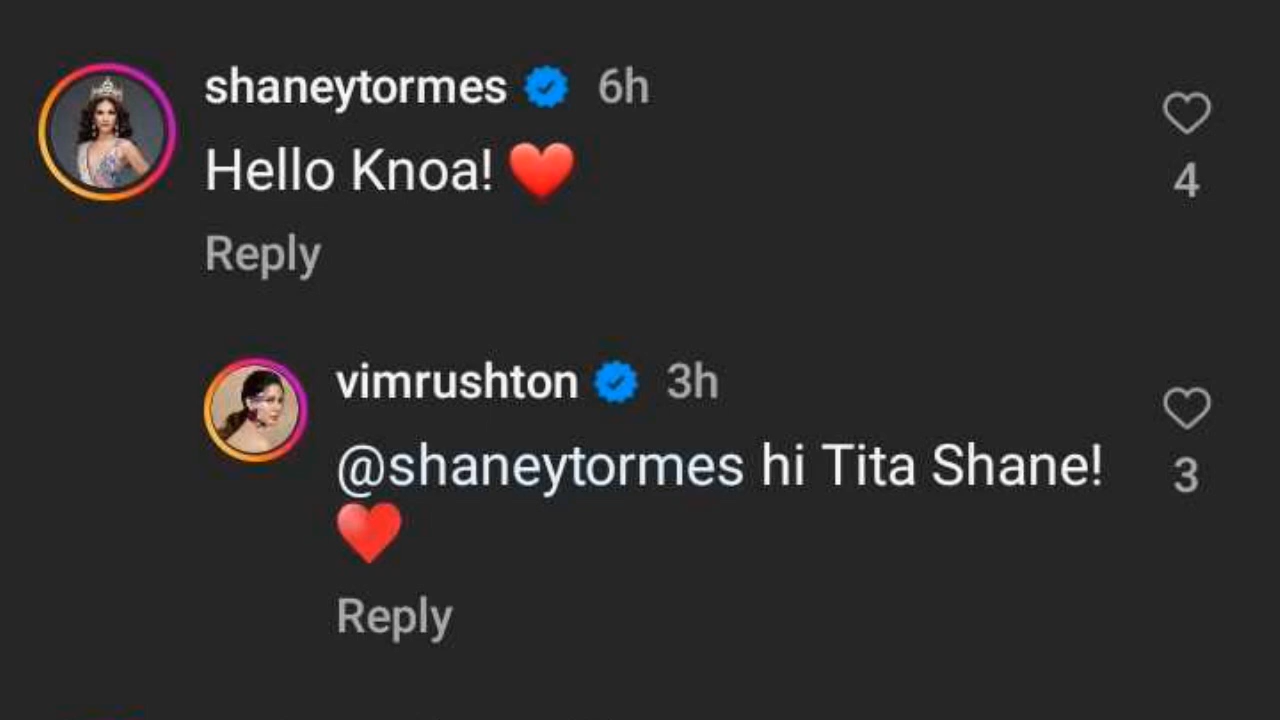 shaneytormes 6h
Hello Knoa! ❤️
4
Reply
vimrushton 3h
@shaneytormes hi Tita Shane!
❤️
3
Reply